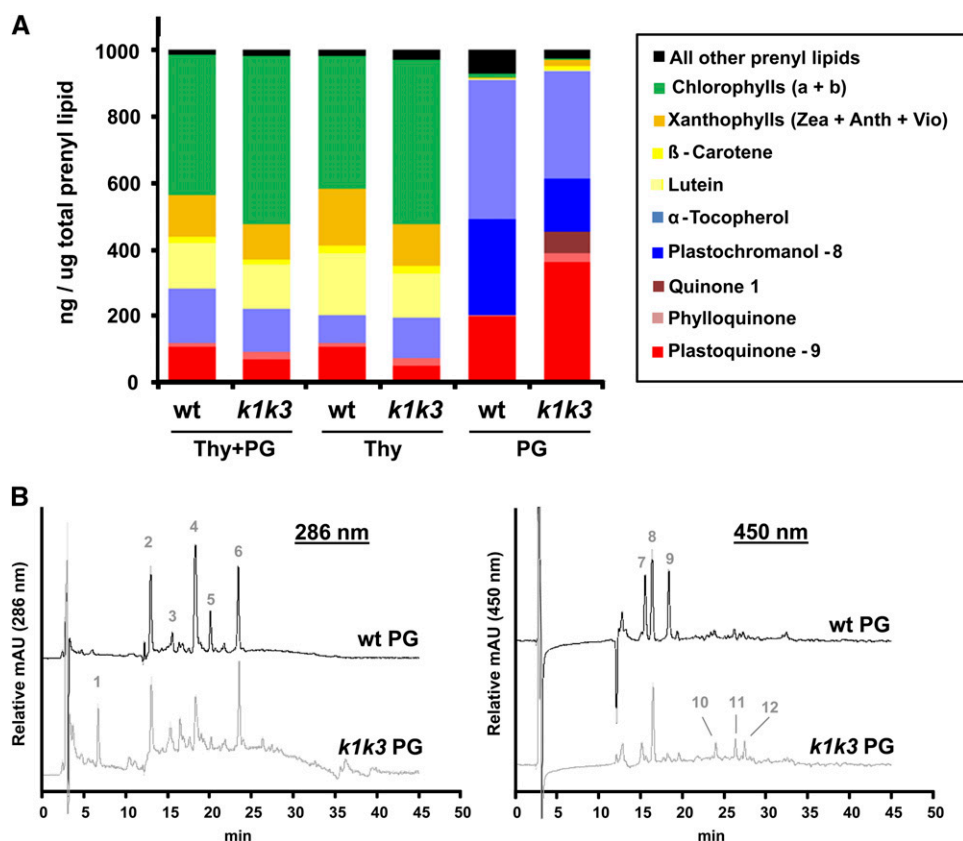 A
ng / ug total prenyl lipid
1000
800
600
400
200
0
wt k1k3 wt k1k3 wt k1k3
Thy+PG Thy PG
All other prenyl lipids
Chlorophylls (a + b)
Xanthophylls (Zea + Anth + Vio)
ß - Carotene
Lutein
α-Tocopherol
Plastochromanol - 8
Quinone 1
Phylloquinone
Plastoquinone - 9
B
286 nm
Relative mAU (286 nm)
2 3 4 5 6
wt PG
1
k1k3 PG
0 5 10 15 20 25 30 35 40 45 50
min
450 nm
Relative mAU (450 nm)
7 8 9
wt PG
10 11 12
k1k3 PG
0 5 10 15 20 25 30 35 40 45 50
min